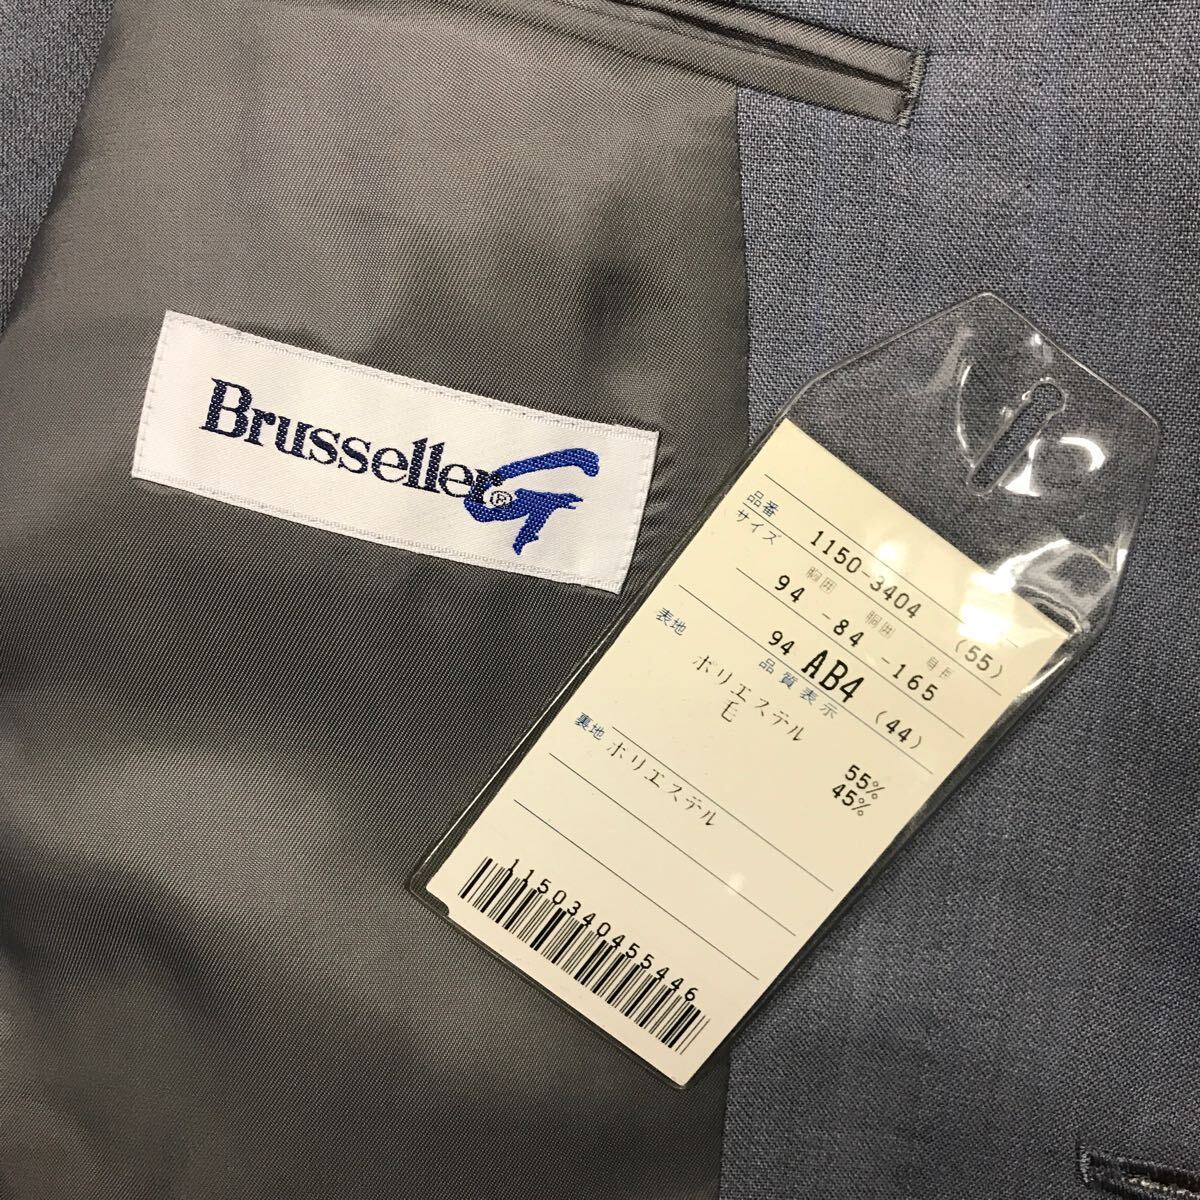 Brusseller® G
品番 1150-3404 (55)
サイズ 胸囲 胴囲 身長
94 -84 -165
94 AB4 (44)
品質表示
表地 ポリエステル 55%
毛 45%
裏地 ポリエステル
1150340455446